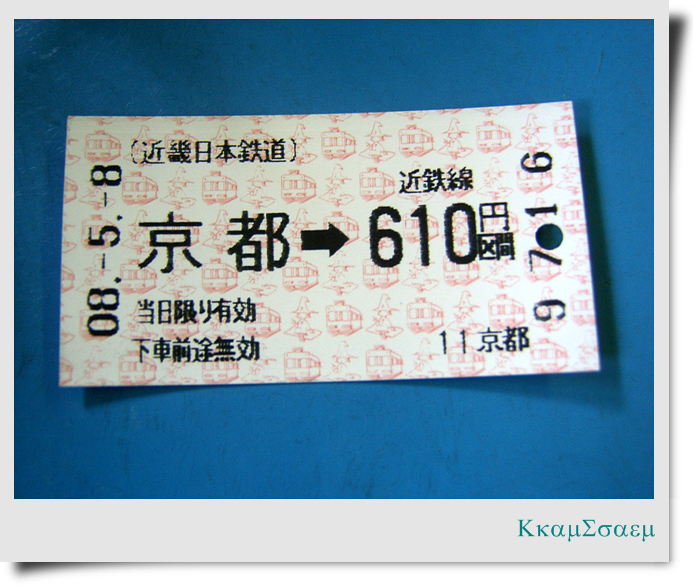 (近畿日本鉄道)
近鉄線
京都➡610円区間
当日限り有効
下車前途無効
11京都
08.-5.-8
9716
ΚκαμΣσαεμ